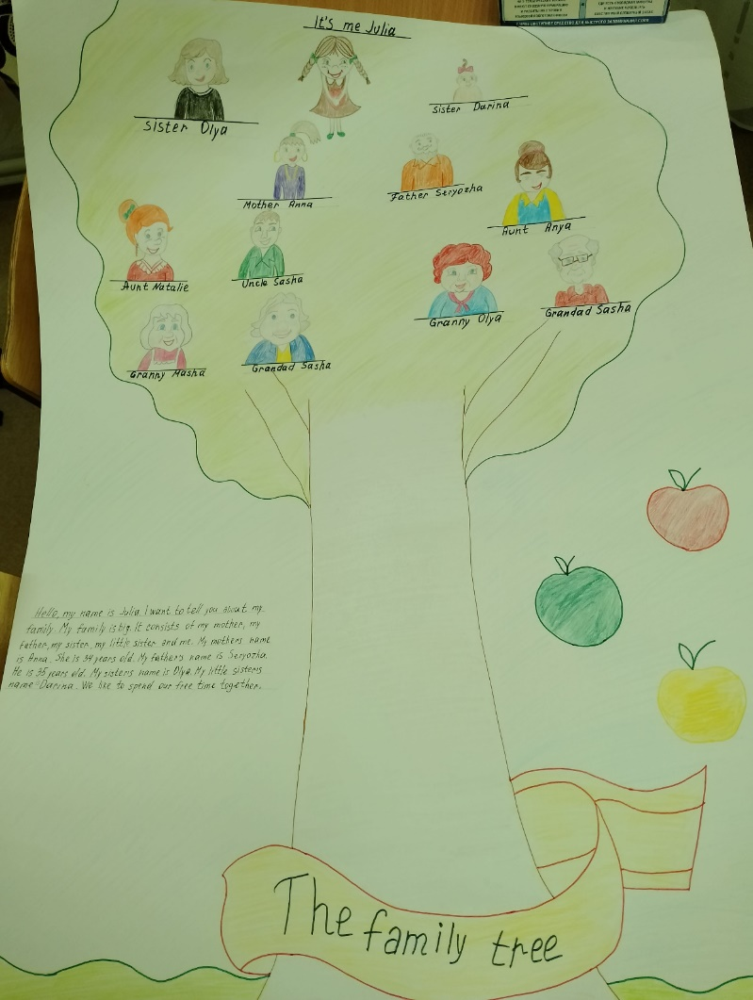 It's me Julia
Sister Olya
Sister Darina
Mother Anna
Father Seryozha
Aunt Anya
Aunt Natalie
Uncle Sasha
Granny Olya
Grandad Sasha
Granny Masha
Grandad Sasha
Hello, my name is Julia. I want to tell you about my
family. My family is big. It consists of my mother, my
father, my sister, my little sister and me. My mothers name
is Anna. She is 34 years old. My fathers name is Seryozha.
He is 35 years old. My sisters name is Olya. My little sisters
name Darina. We like to spend our free time together.
The family tree